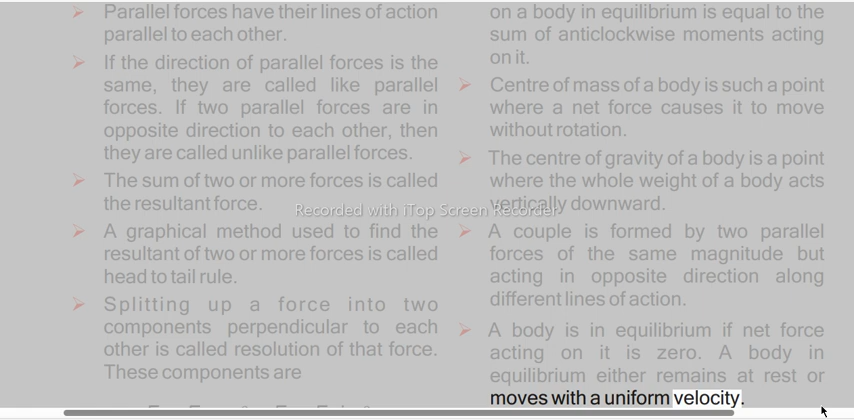 Parallel forces have their lines of action
parallel to each other.
If the direction of parallel forces is the
same, they are called like parallel
forces. If two parallel forces are in
opposite direction to each other, then
they are called unlike parallel forces.
The sum of two or more forces is called
the resultant force.
A graphical method used to find the
resultant of two or more forces is called
head to tail rule.
Splitting up a force into two
components perpendicular to each
other is called resolution of that force.
These components are
on a body in equilibrium is equal to the
sum of anticlockwise moments acting
on it.
Centre of mass of a body is such a point
where a net force causes it to move
without rotation.
The centre of gravity of a body is a point
where the whole weight of a body acts
vertically downward.
A couple is formed by two parallel
forces of the same magnitude but
acting in opposite direction along
different lines of action.
A body is in equilibrium if net force
acting on it is zero. A body in
equilibrium either remains at rest or
moves with a uniform velocity.
Recorded with iTop Screen Recorder